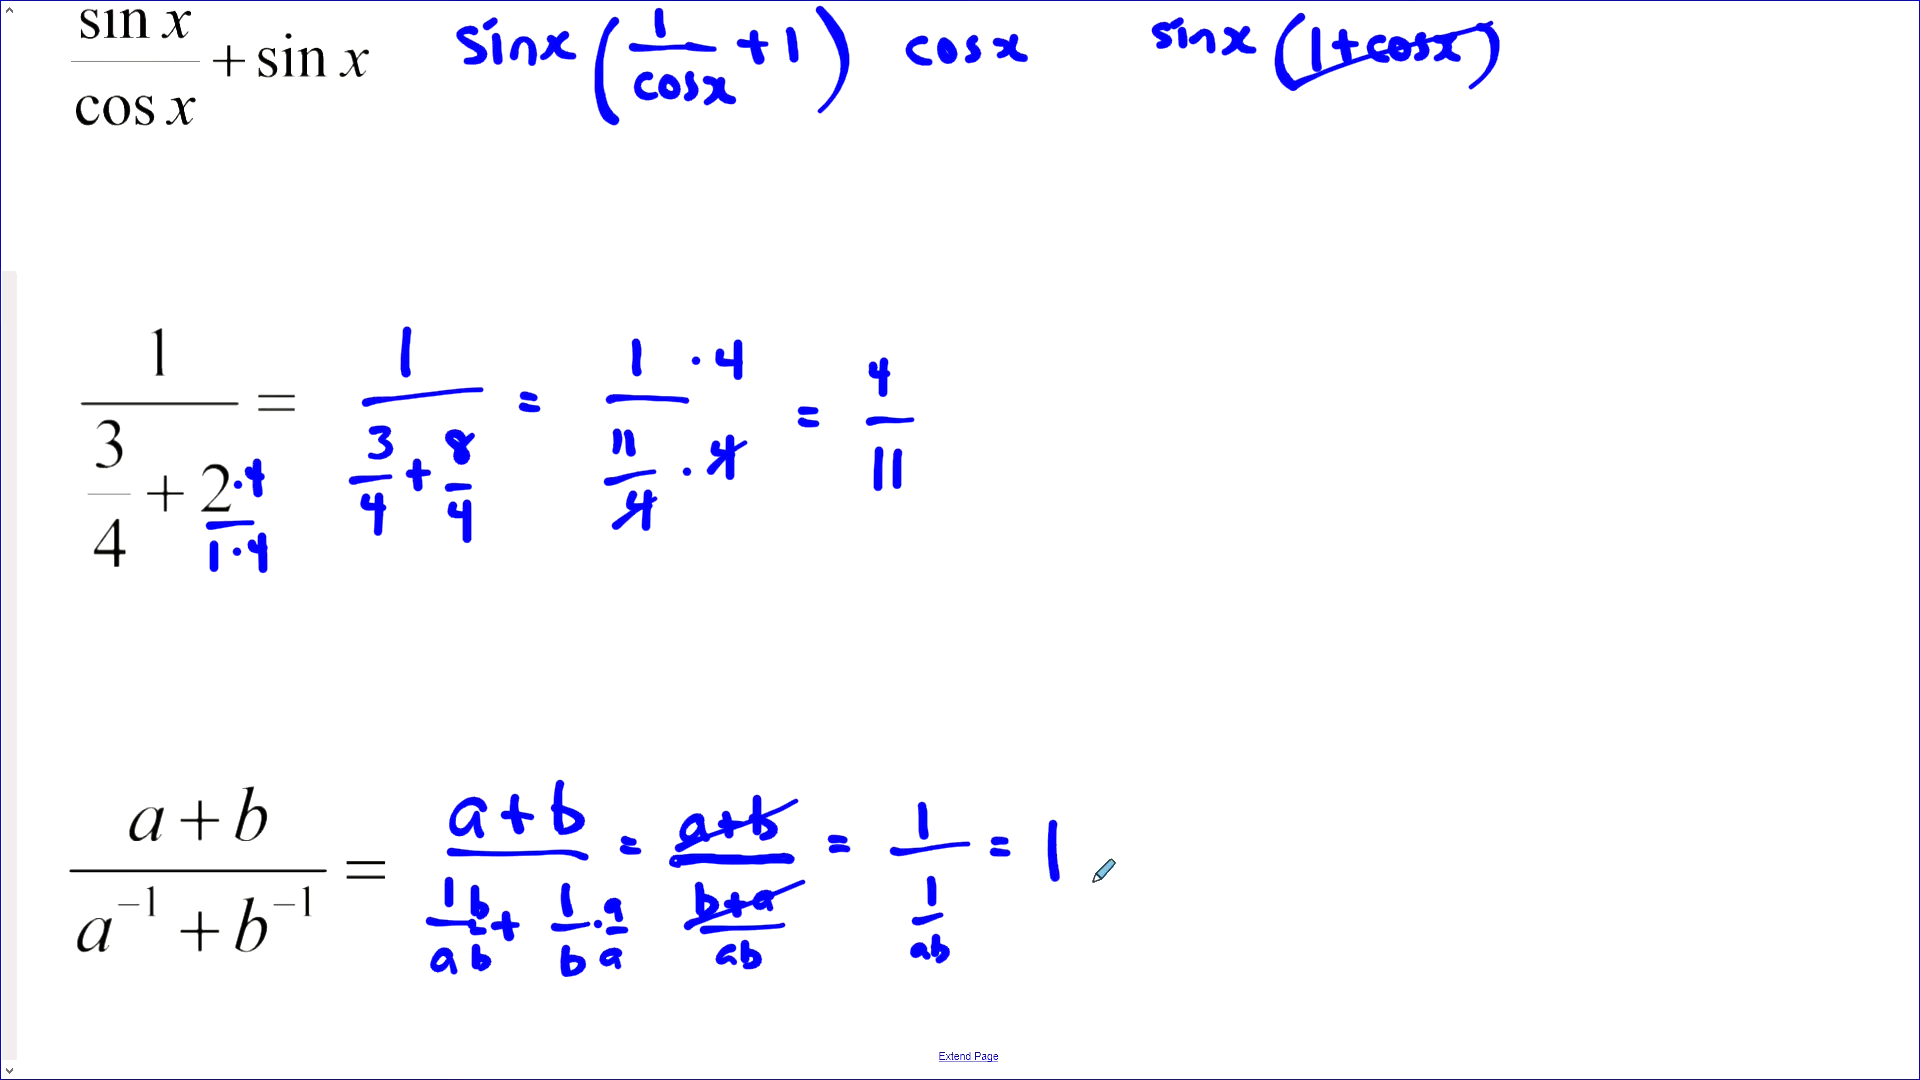 sin x / cos x + sin x   sinx ( 1 / cosx + 1 )   cosx   sinx (1+cosx)
1 / (3/4 + 2·4 / 1·4) = 1 / (3/4 + 8/4) = 1 · 4 / (11/4 · 4) = 4/11
a + b / (a⁻¹ + b⁻¹) = a+b / (1/a · b/b + 1/b · a/a) = a+b / (b+a / ab) = 1 / (1/ab) = 1
Extend Page